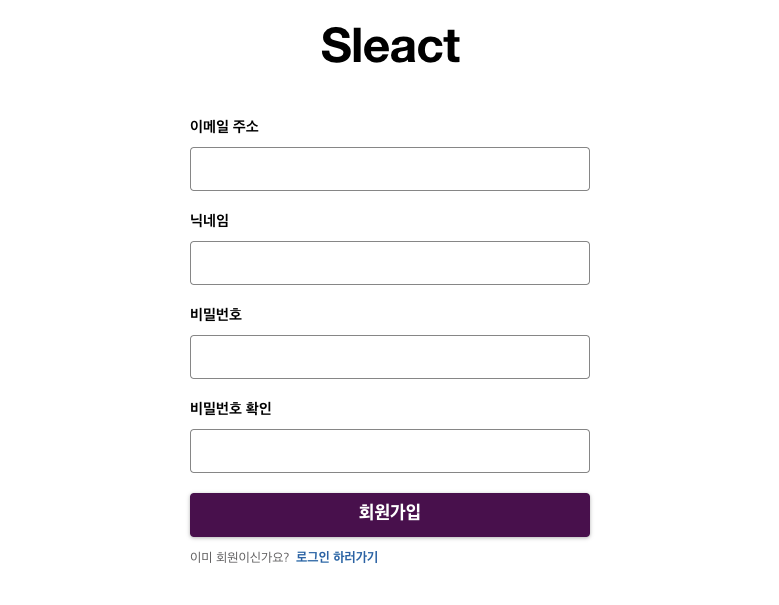 Sleact
이메일 주소
닉네임
비밀번호
비밀번호 확인
회원가입
이미 회원이신가요? 로그인 하러가기